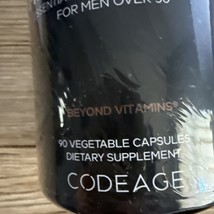 FOR MEN OVER 50
BEYOND VITAMINS®
90 VEGETABLE CAPSULES
DIETARY SUPPLEMENT
CODEAGE